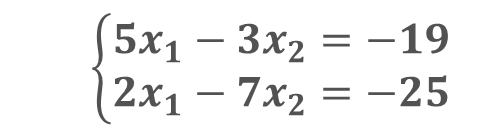 5x₁ − 3x₂ = −19
2x₁ − 7x₂ = −25